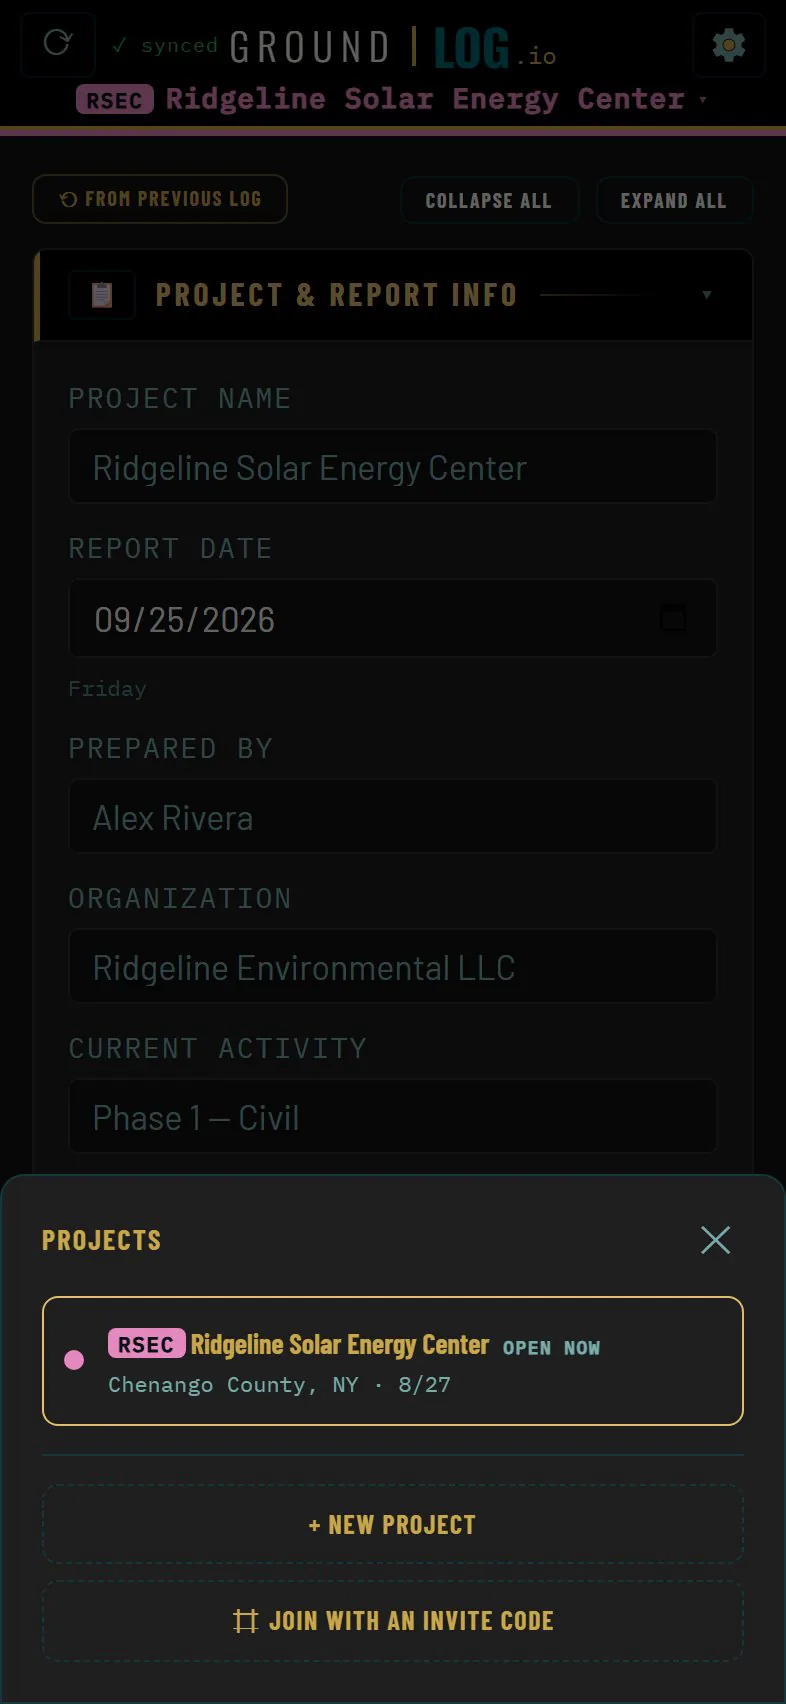 ✓ synced GROUND | LOG.io
RSEC Ridgeline Solar Energy Center ▾
FROM PREVIOUS LOG
COLLAPSE ALL
EXPAND ALL
PROJECT & REPORT INFO ▾
PROJECT NAME
Ridgeline Solar Energy Center
REPORT DATE
09/25/2026
Friday
PREPARED BY
Alex Rivera
ORGANIZATION
Ridgeline Environmental LLC
CURRENT ACTIVITY
Phase 1 — Civil
PROJECTS
RSEC Ridgeline Solar Energy Center OPEN NOW
Chenango County, NY · 8/27
+ NEW PROJECT
JOIN WITH AN INVITE CODE